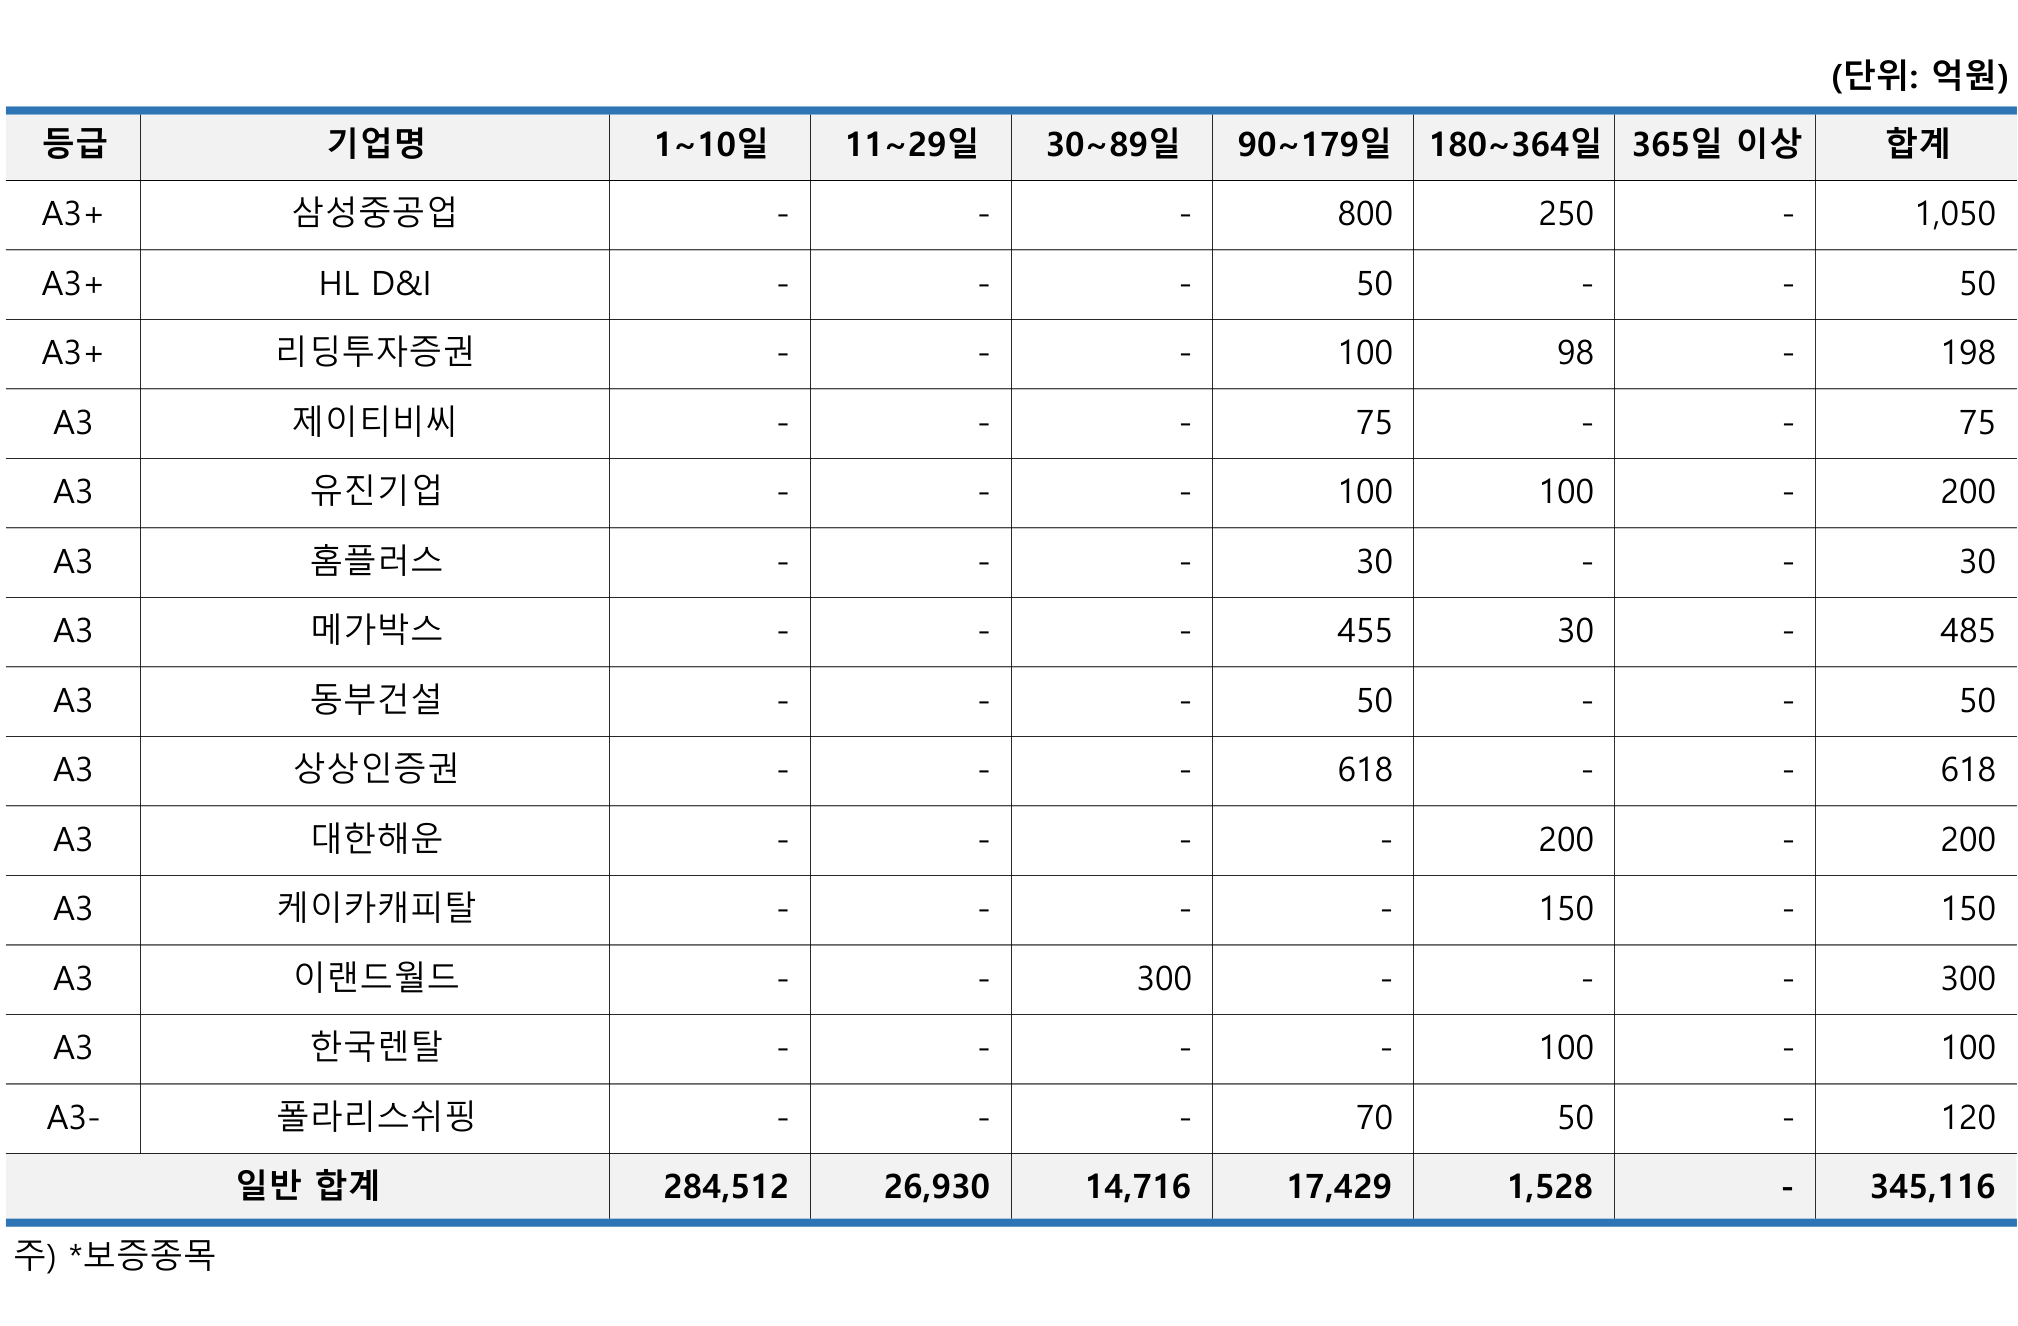 (단위: 억원)
등급 기업명 1~10일 11~29일 30~89일 90~179일 180~364일 365일 이상 합계
A3+ 삼성중공업 - - - 800 250 - 1,050
A3+ HL D&I - - - 50 - - 50
A3+ 리딩투자증권 - - - 100 98 - 198
A3 제이티비씨 - - - 75 - - 75
A3 유진기업 - - - 100 100 - 200
A3 홈플러스 - - - 30 - - 30
A3 메가박스 - - - 455 30 - 485
A3 동부건설 - - - 50 - - 50
A3 상상인증권 - - - 618 - - 618
A3 대한해운 - - - - 200 - 200
A3 케이카캐피탈 - - - - 150 - 150
A3 이랜드월드 - - 300 - - - 300
A3 한국렌탈 - - - - 100 - 100
A3- 폴라리스쉬핑 - - - 70 50 - 120
일반 합계 284,512 26,930 14,716 17,429 1,528 - 345,116
주) *보증종목